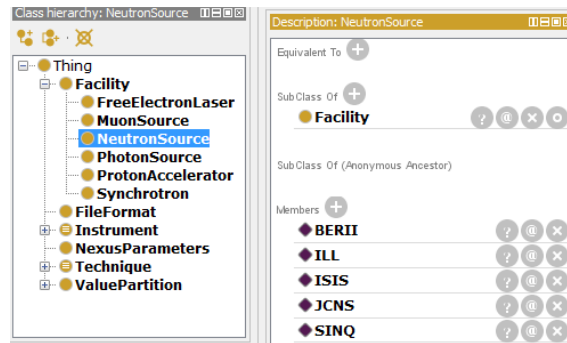 Class hierarchy: NeutronSource
Thing
Facility
FreeElectronLaser
MuonSource
NeutronSource
PhotonSource
ProtonAccelerator
Synchrotron
FileFormat
Instrument
NexusParameters
Technique
ValuePartition
Description: NeutronSource
Equivalent To
SubClass Of
Facility
SubClass Of (Anonymous Ancestor)
Members
BERII
ILL
ISIS
JCNS
SINQ